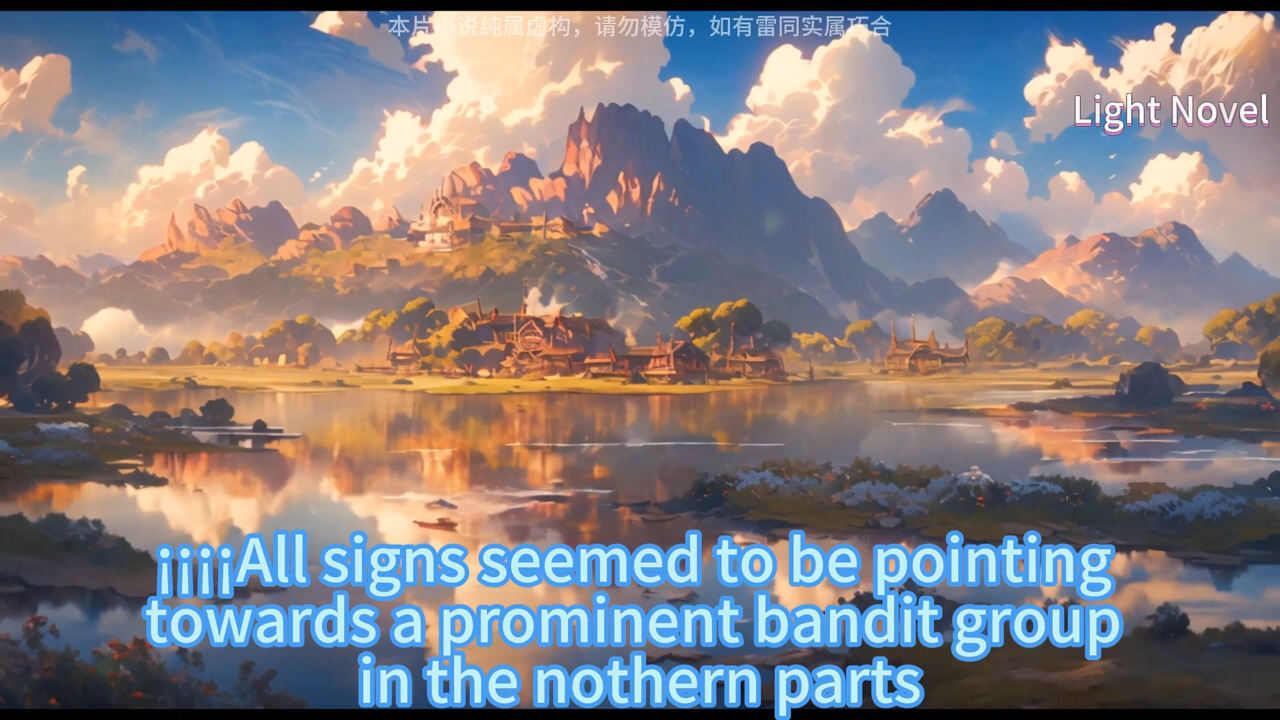 本片小说纯属虚构，请勿模仿，如有雷同实属巧合
Light Novel
¡¡¡¡All signs seemed to be pointing
towards a prominent bandit group
in the nothern parts